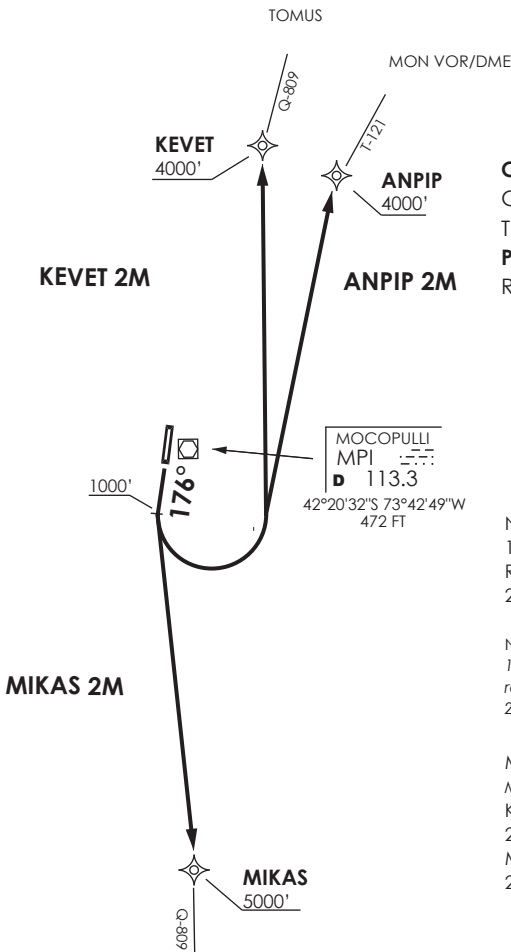 TOMUS
Q-809
MON VOR/DME
T-121
KEVET
4000'
ANPIP
4000'
KEVET 2M
ANPIP 2M
MOCOPULLI
MPI
D 113.3
42°20'32"S 73°42'49"W
472 FT
1000'
176°
MIKAS 2M
MIKAS
5000'
Q-809